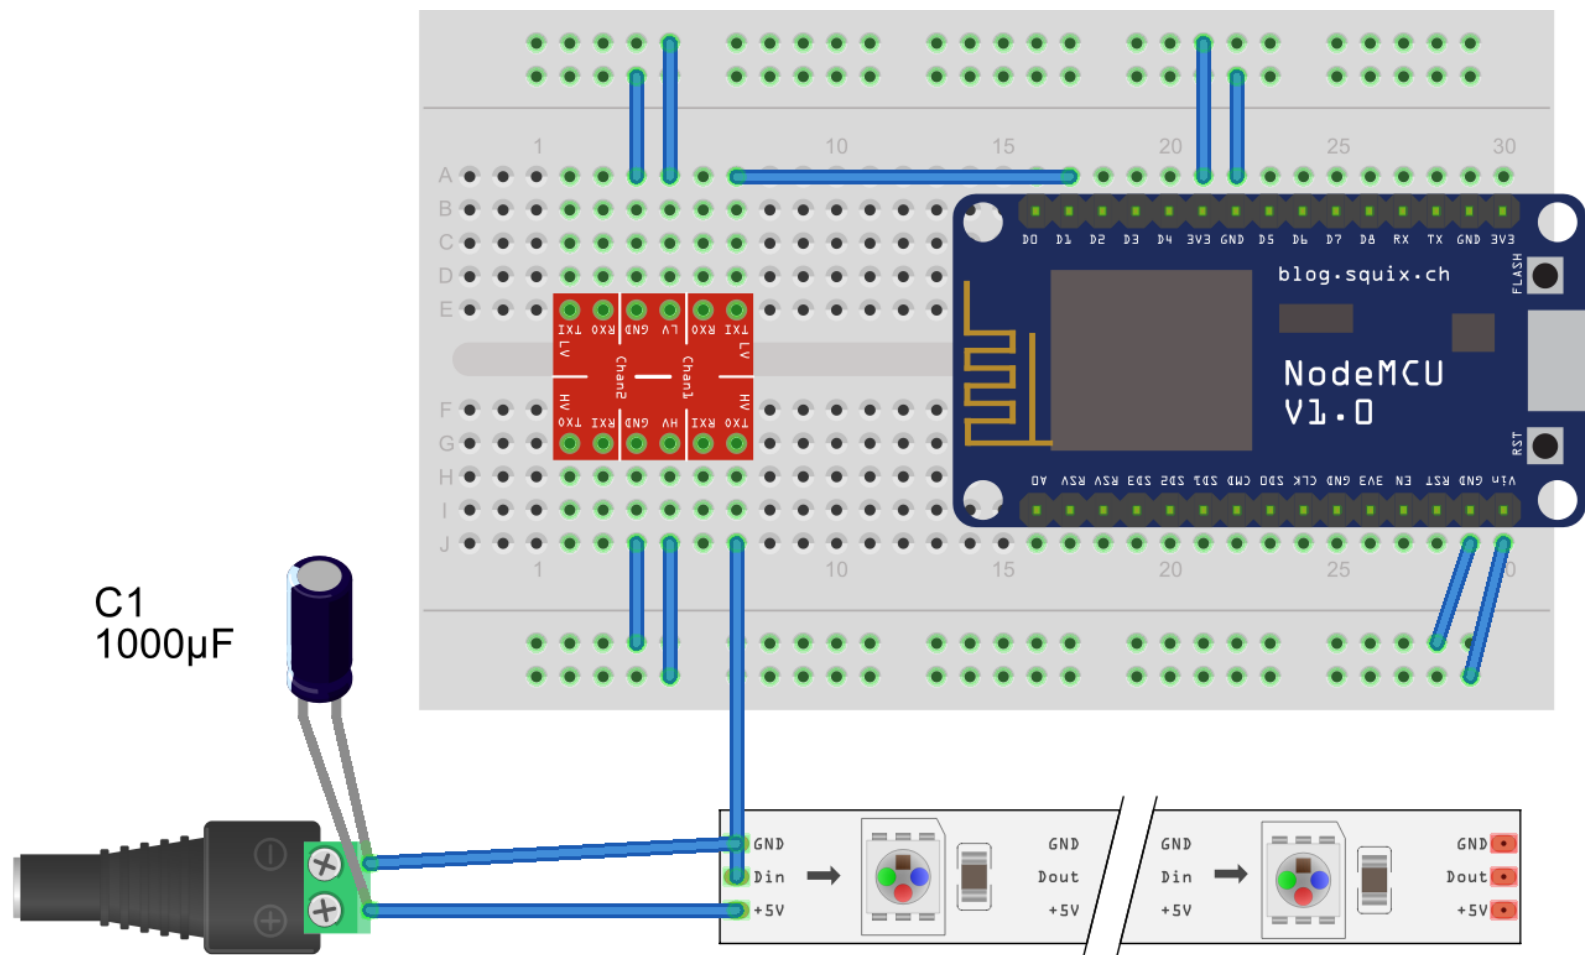 1 10 15 20 25 30
A
B
C
D
E
F
G
H
I
J
D0 D1 D2 D3 D4 3V3 GND D5 D6 D7 D8 RX TX GND 3V3
blog.squix.ch
FLASH
NodeMCU
V1.0
RST
A0 RSV RSV SD3 SD2 SD1 CMD SD0 CLK GND 3V3 EN RST GND Vin
TXI RXO GND LV RXO TXI
LV LV
Chan2 Chan1
HV HV
TXO RXI GND HV RXI TXO
1 10 15 20 25 0
C1
1000µF
GND GND GND GND
Din Dout Din Dout
+5V +5V +5V +5V